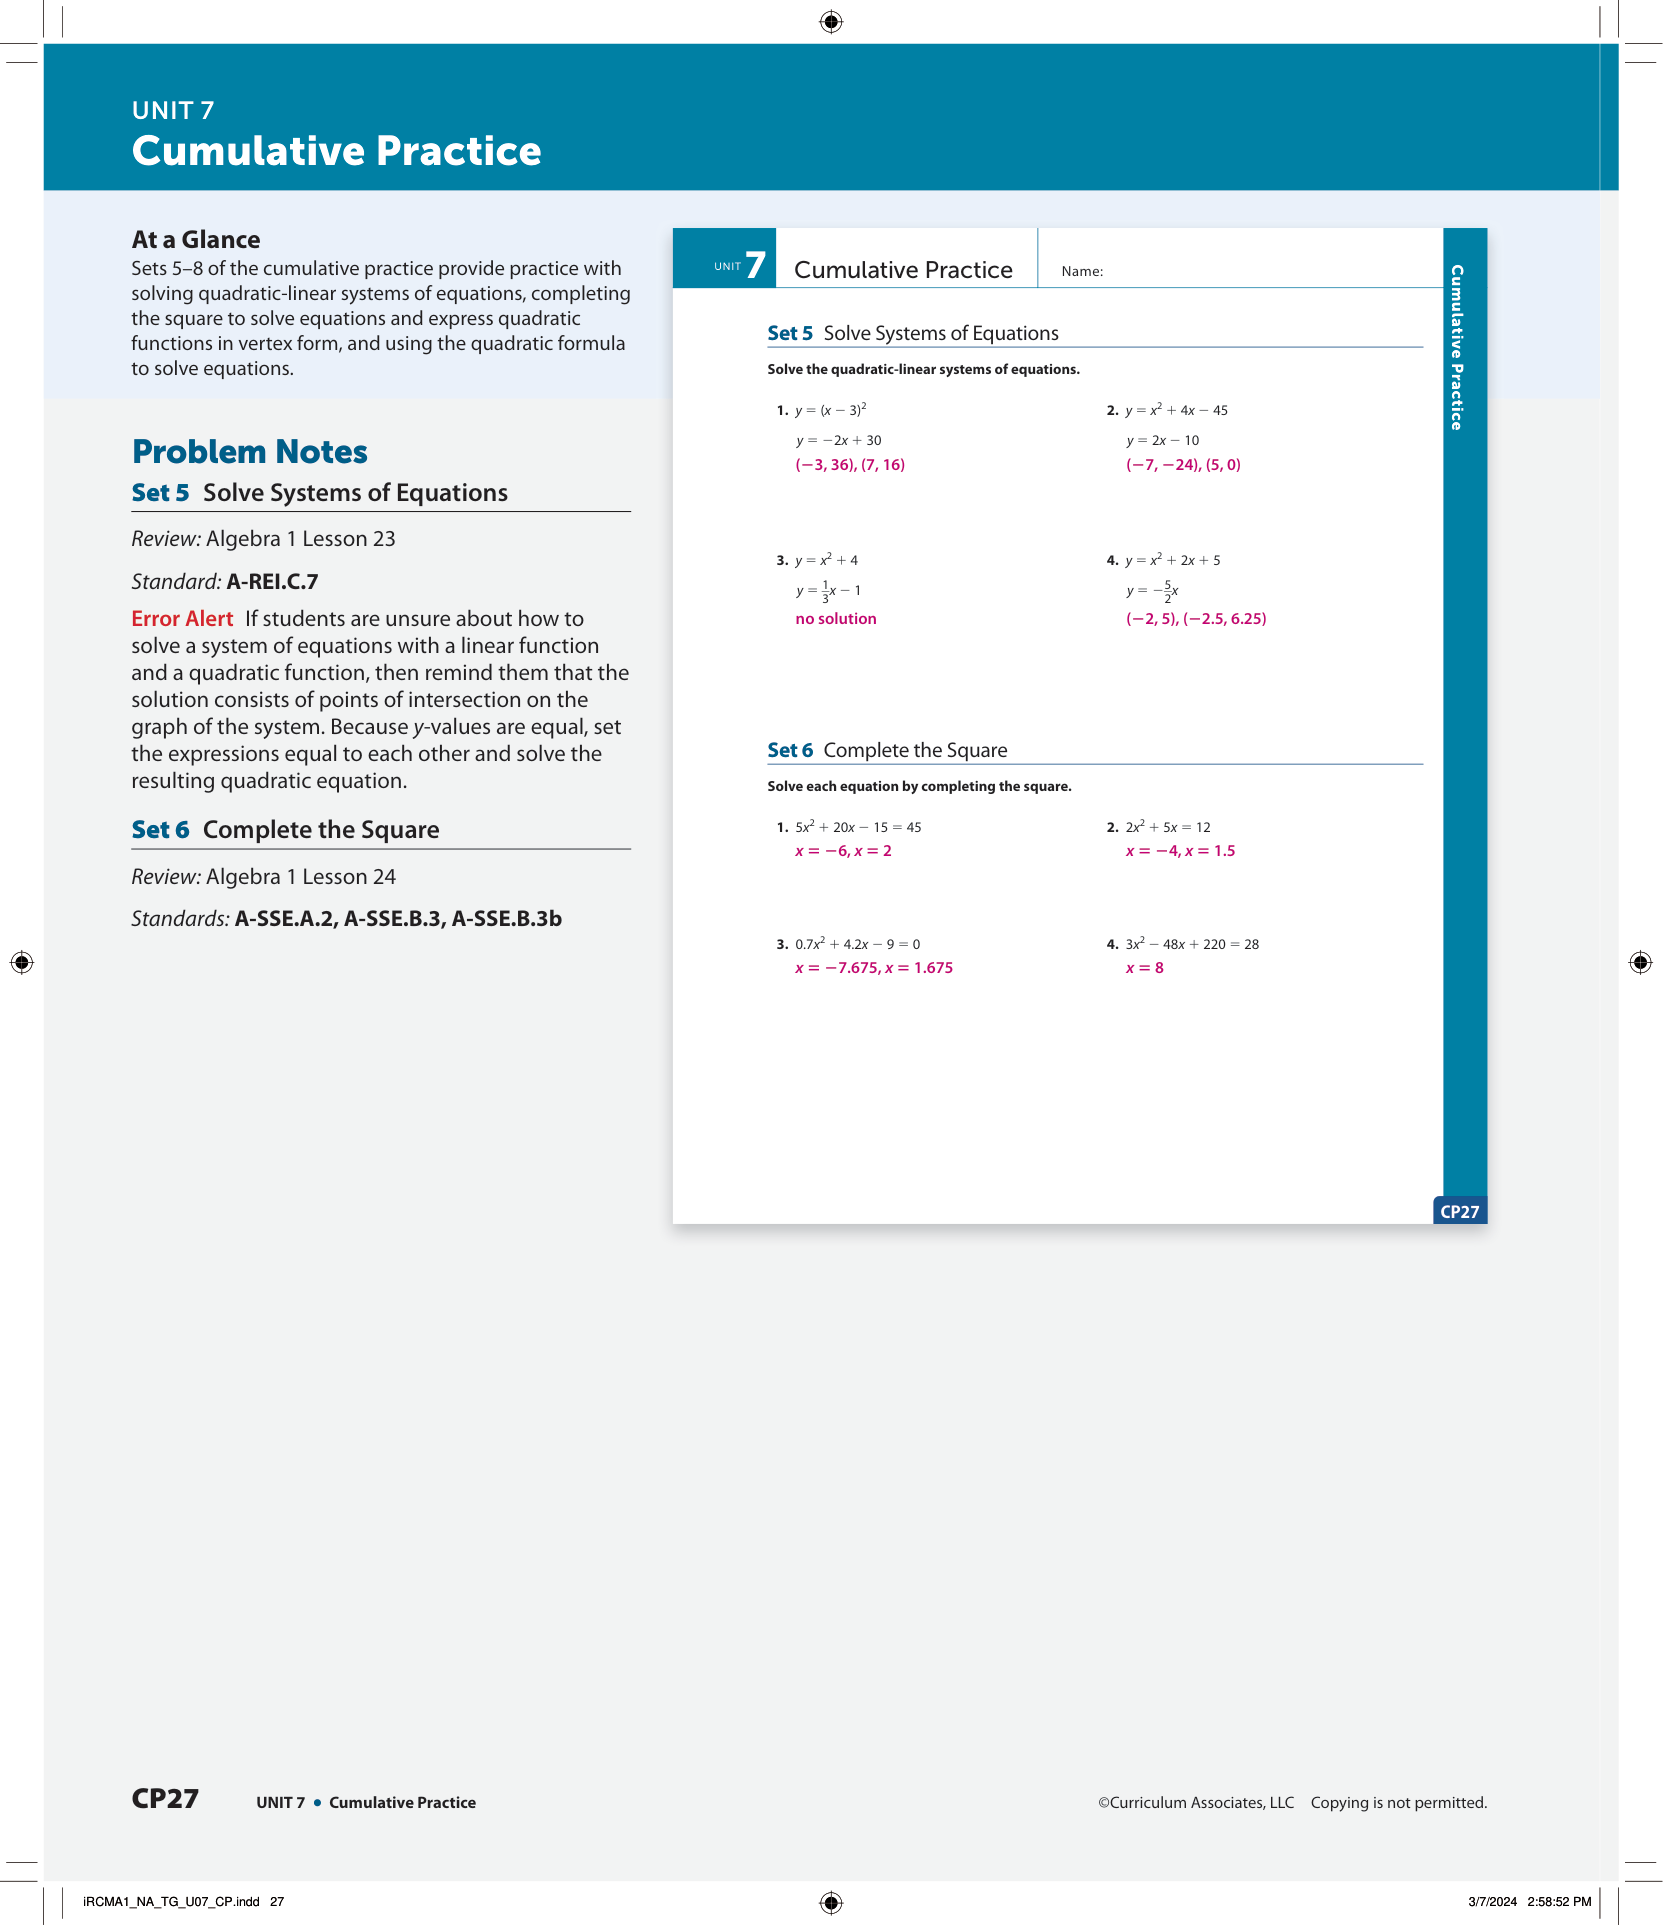 UNIT 7
Cumulative Practice
At a Glance
Sets 5–8 of the cumulative practice provide practice with
solving quadratic-linear systems of equations, completing
the square to solve equations and express quadratic
functions in vertex form, and using the quadratic formula
to solve equations.
Problem Notes
Set 5 Solve Systems of Equations
Review: Algebra 1 Lesson 23
Standard: A-REI.C.7
Error Alert If students are unsure about how to
solve a system of equations with a linear function
and a quadratic function, then remind them that the
solution consists of points of intersection on the
graph of the system. Because y-values are equal, set
the expressions equal to each other and solve the
resulting quadratic equation.
Set 6 Complete the Square
Review: Algebra 1 Lesson 24
Standards: A-SSE.A.2, A-SSE.B.3, A-SSE.B.3b
UNIT 7 Cumulative Practice Name:
Cumulative Practice
Set 5 Solve Systems of Equations
Solve the quadratic-linear systems of equations.
1. y = (x − 3)²
y = −2x + 30
(−3, 36), (7, 16)
2. y = x² + 4x − 45
y = 2x − 10
(−7, −24), (5, 0)
3. y = x² + 4
y = 1/3x − 1
no solution
4. y = x² + 2x + 5
y = −5/2x
(−2, 5), (−2.5, 6.25)
Set 6 Complete the Square
Solve each equation by completing the square.
1. 5x² + 20x − 15 = 45
x = −6, x = 2
2. 2x² + 5x = 12
x = −4, x = 1.5
3. 0.7x² + 4.2x − 9 = 0
x = −7.675, x = 1.675
4. 3x² − 48x + 220 = 28
x = 8
CP27
CP27 UNIT 7 • Cumulative Practice ©Curriculum Associates, LLC Copying is not permitted.
iRCMA1_NA_TG_U07_CP.indd 27 3/7/2024 2:58:52 PM